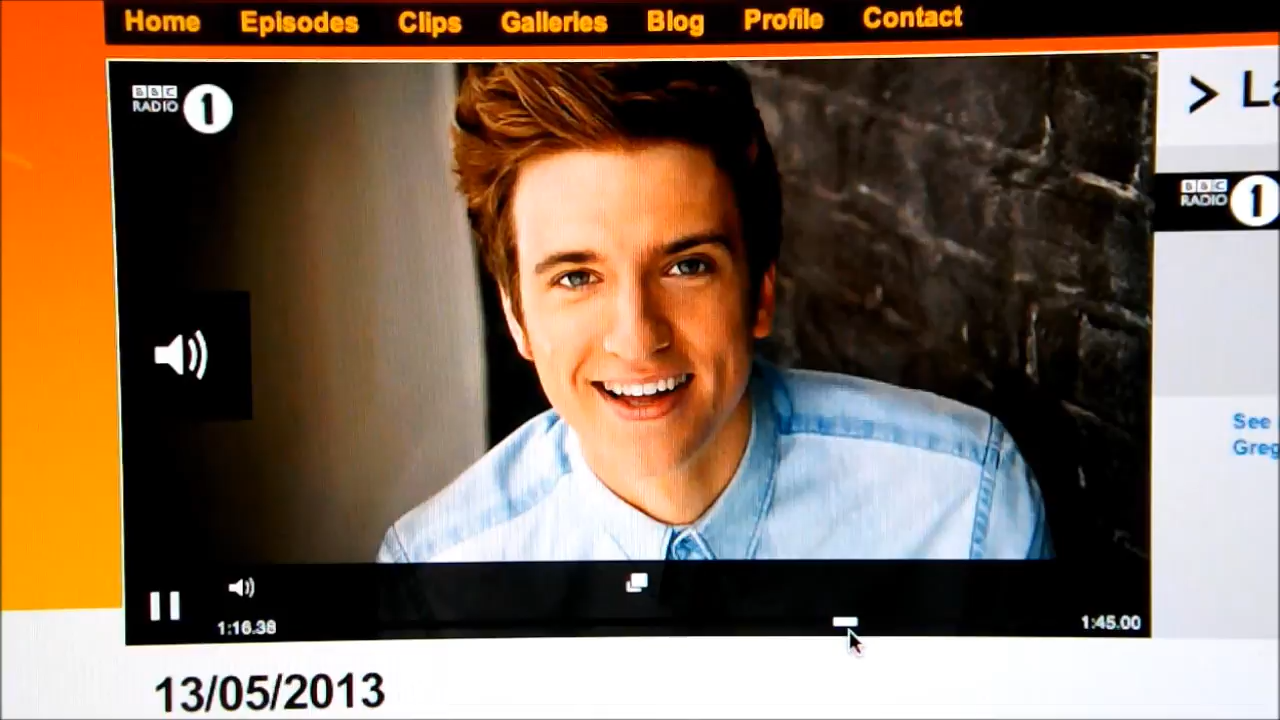 Home Episodes Clips Galleries Blog Profile Contact
BBC
RADIO 1
> La
BBC
RADIO 1
See
Greg
1:16.38
1:45.00
13/05/2013